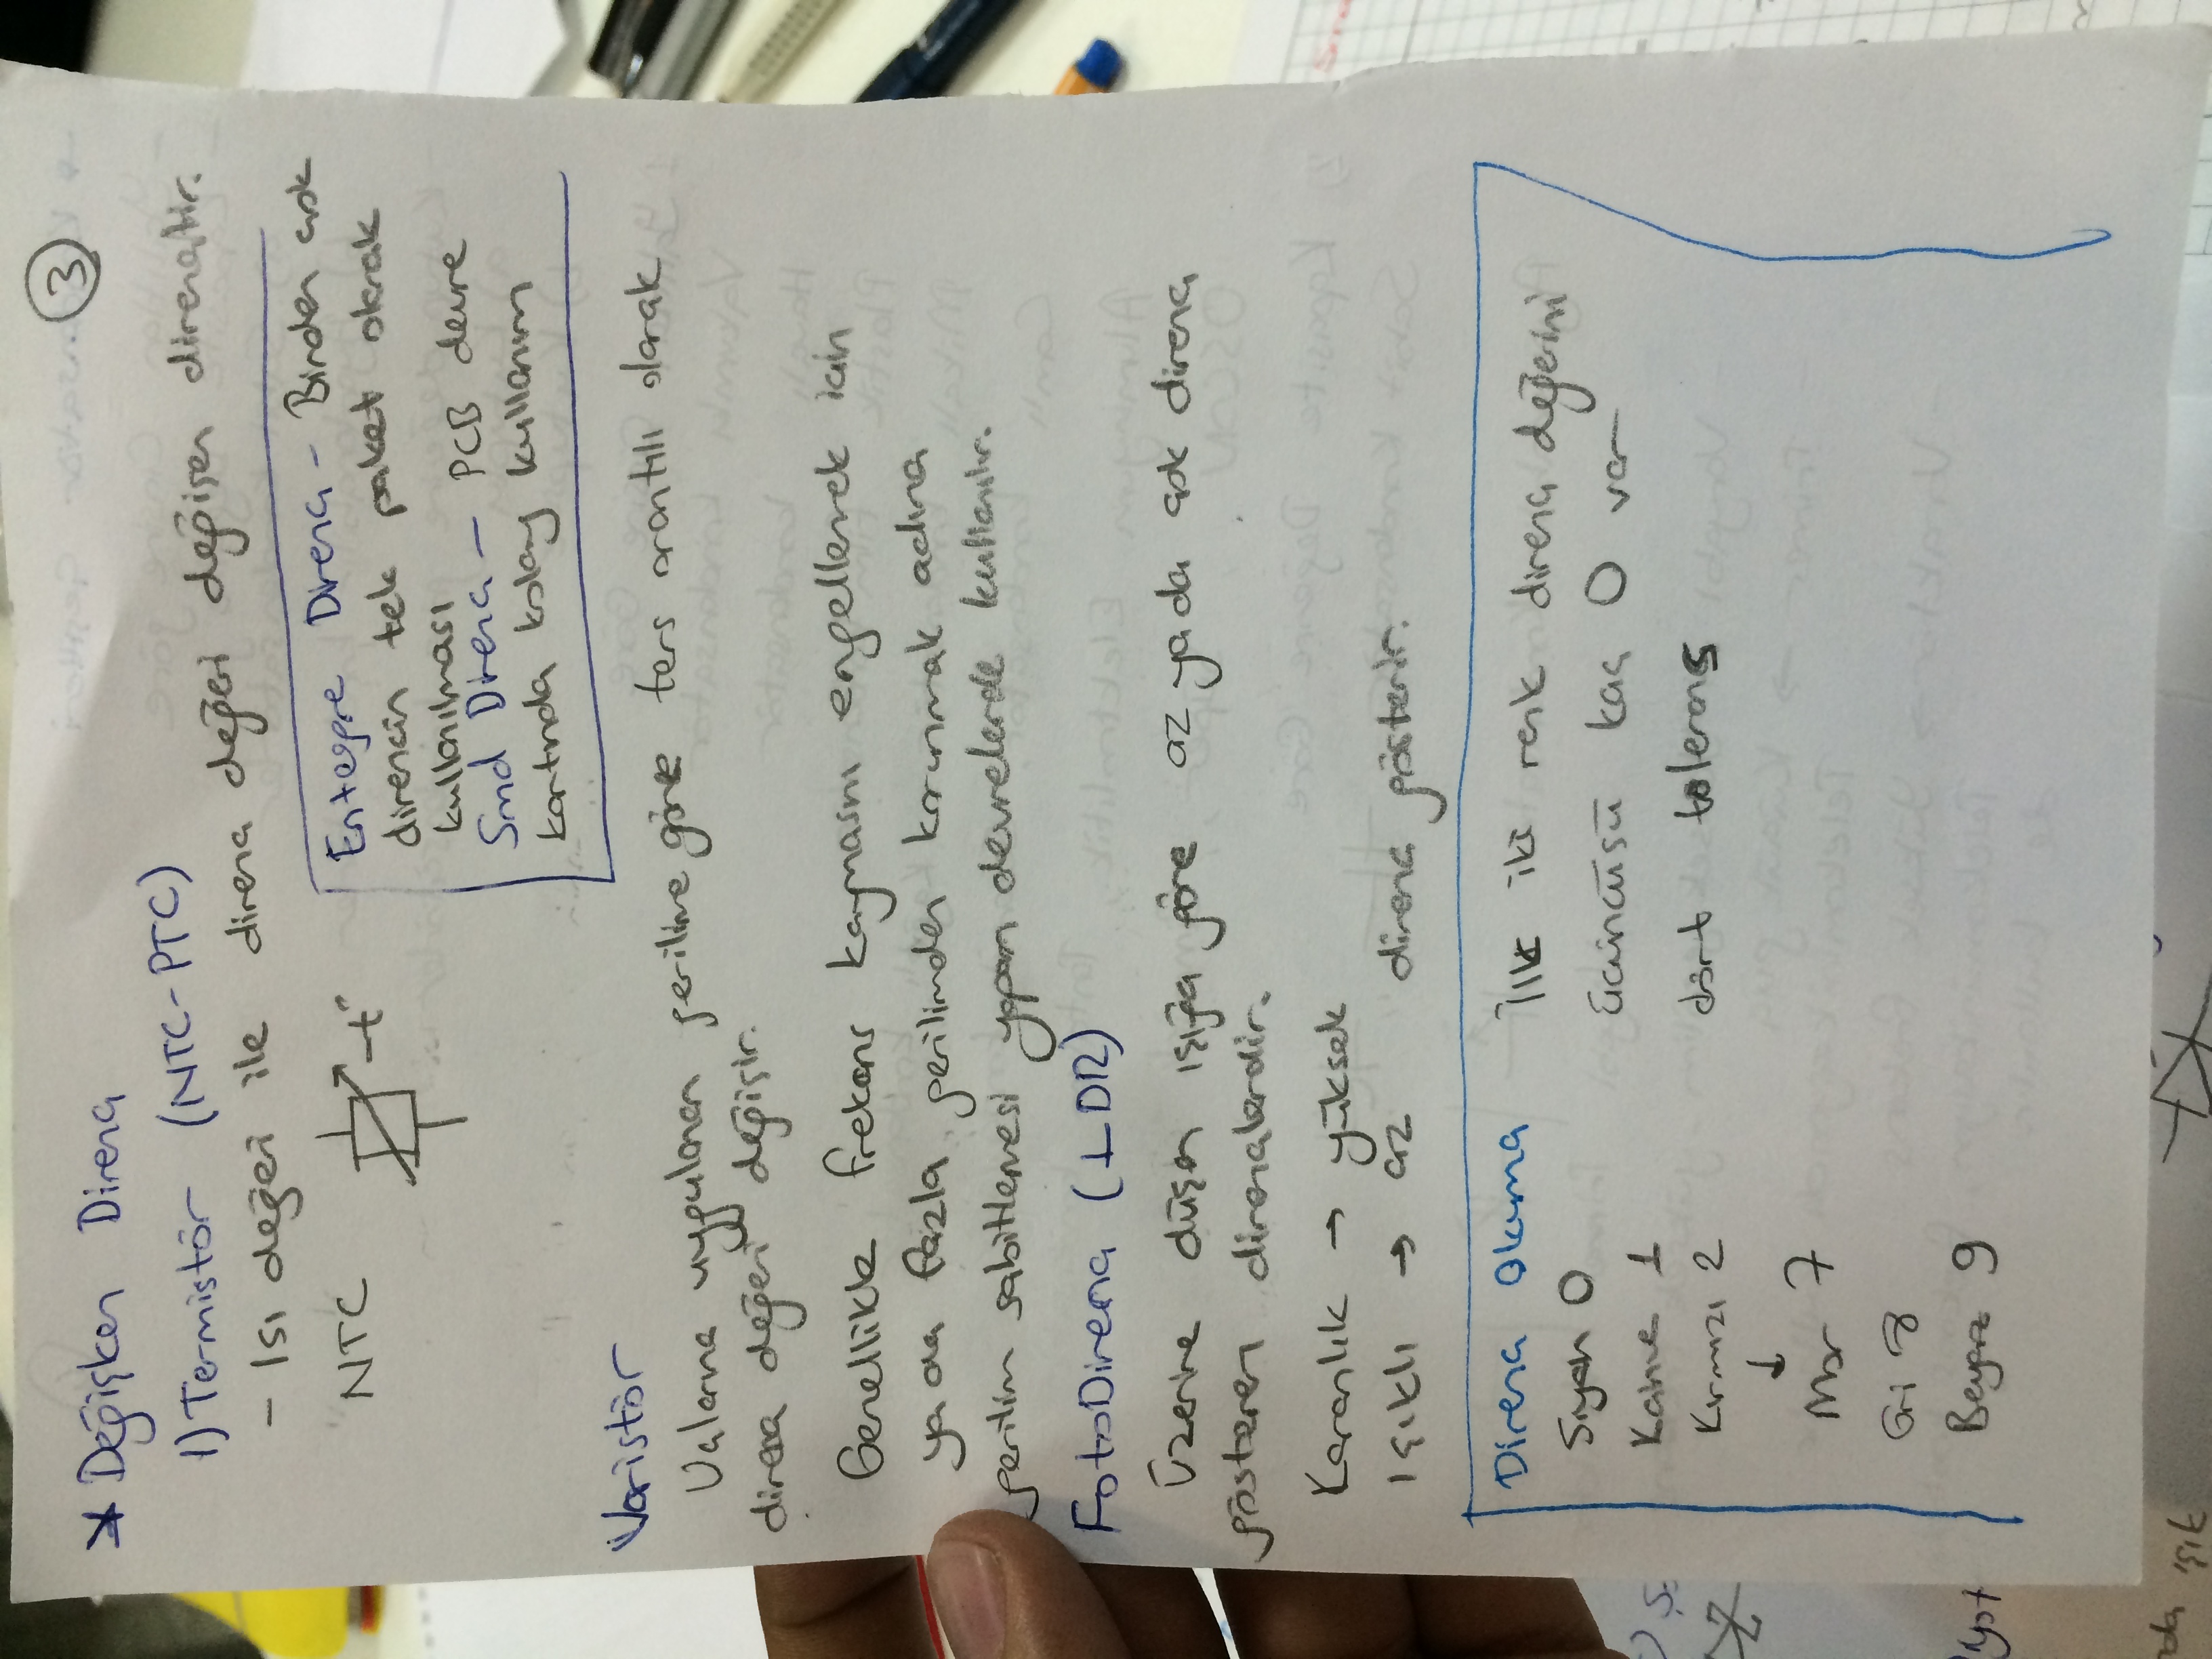 3
* Değişken Direnç
1) Termistör (NTC-PTC)
- Isı değeri ile direnç değeri değişen dirençtir.
NTC
-t°
Entegre Direnç - Birden çok
direncin tek paket olarak
kullanılması
Smd Direnç - PCB devre
kartında kolay kullanım
Varistör
Uçlarına uygulanan gerilime göre ters orantılı olarak
direnç değeri değişir.
Genellikle frekans kaymasını engellemek için
ya da fazla gerilimden korunmak adına
gerilim sabitlemesi yapan devrelerde kullanılır.
FotoDirenç (LDR)
Üzerine düşen ışığa göre az yada çok direnç
gösteren dirençlerdir.
Karanlık → yüksek
Işıklı → az direnç gösterir.
Direnç Okuma
Siyah 0
Kahve 1
Kırmızı 2
↓
Mor 7
Gri 8
Beyaz 9
İlk iki renk direnç değerini
üçüncüsü kaç 0 var
dört tolerans
ışık